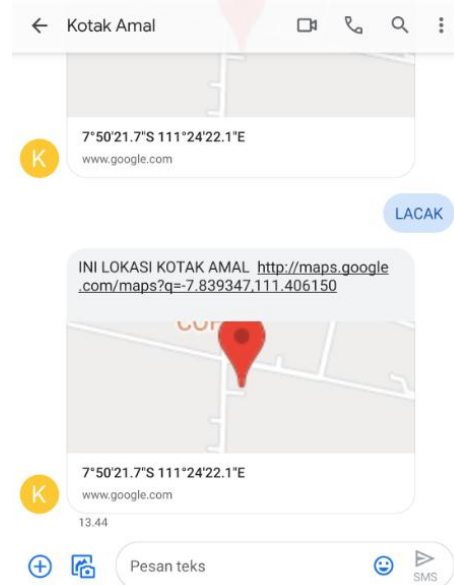 Kotak Amal
7°50'21.7"S 111°24'22.1"E
www.google.com
K
LACAK
INI LOKASI KOTAK AMAL http://maps.google
.com/maps?q=-7.839347,111.406150
7°50'21.7"S 111°24'22.1"E
www.google.com
K
13.44
Pesan teks
SMS